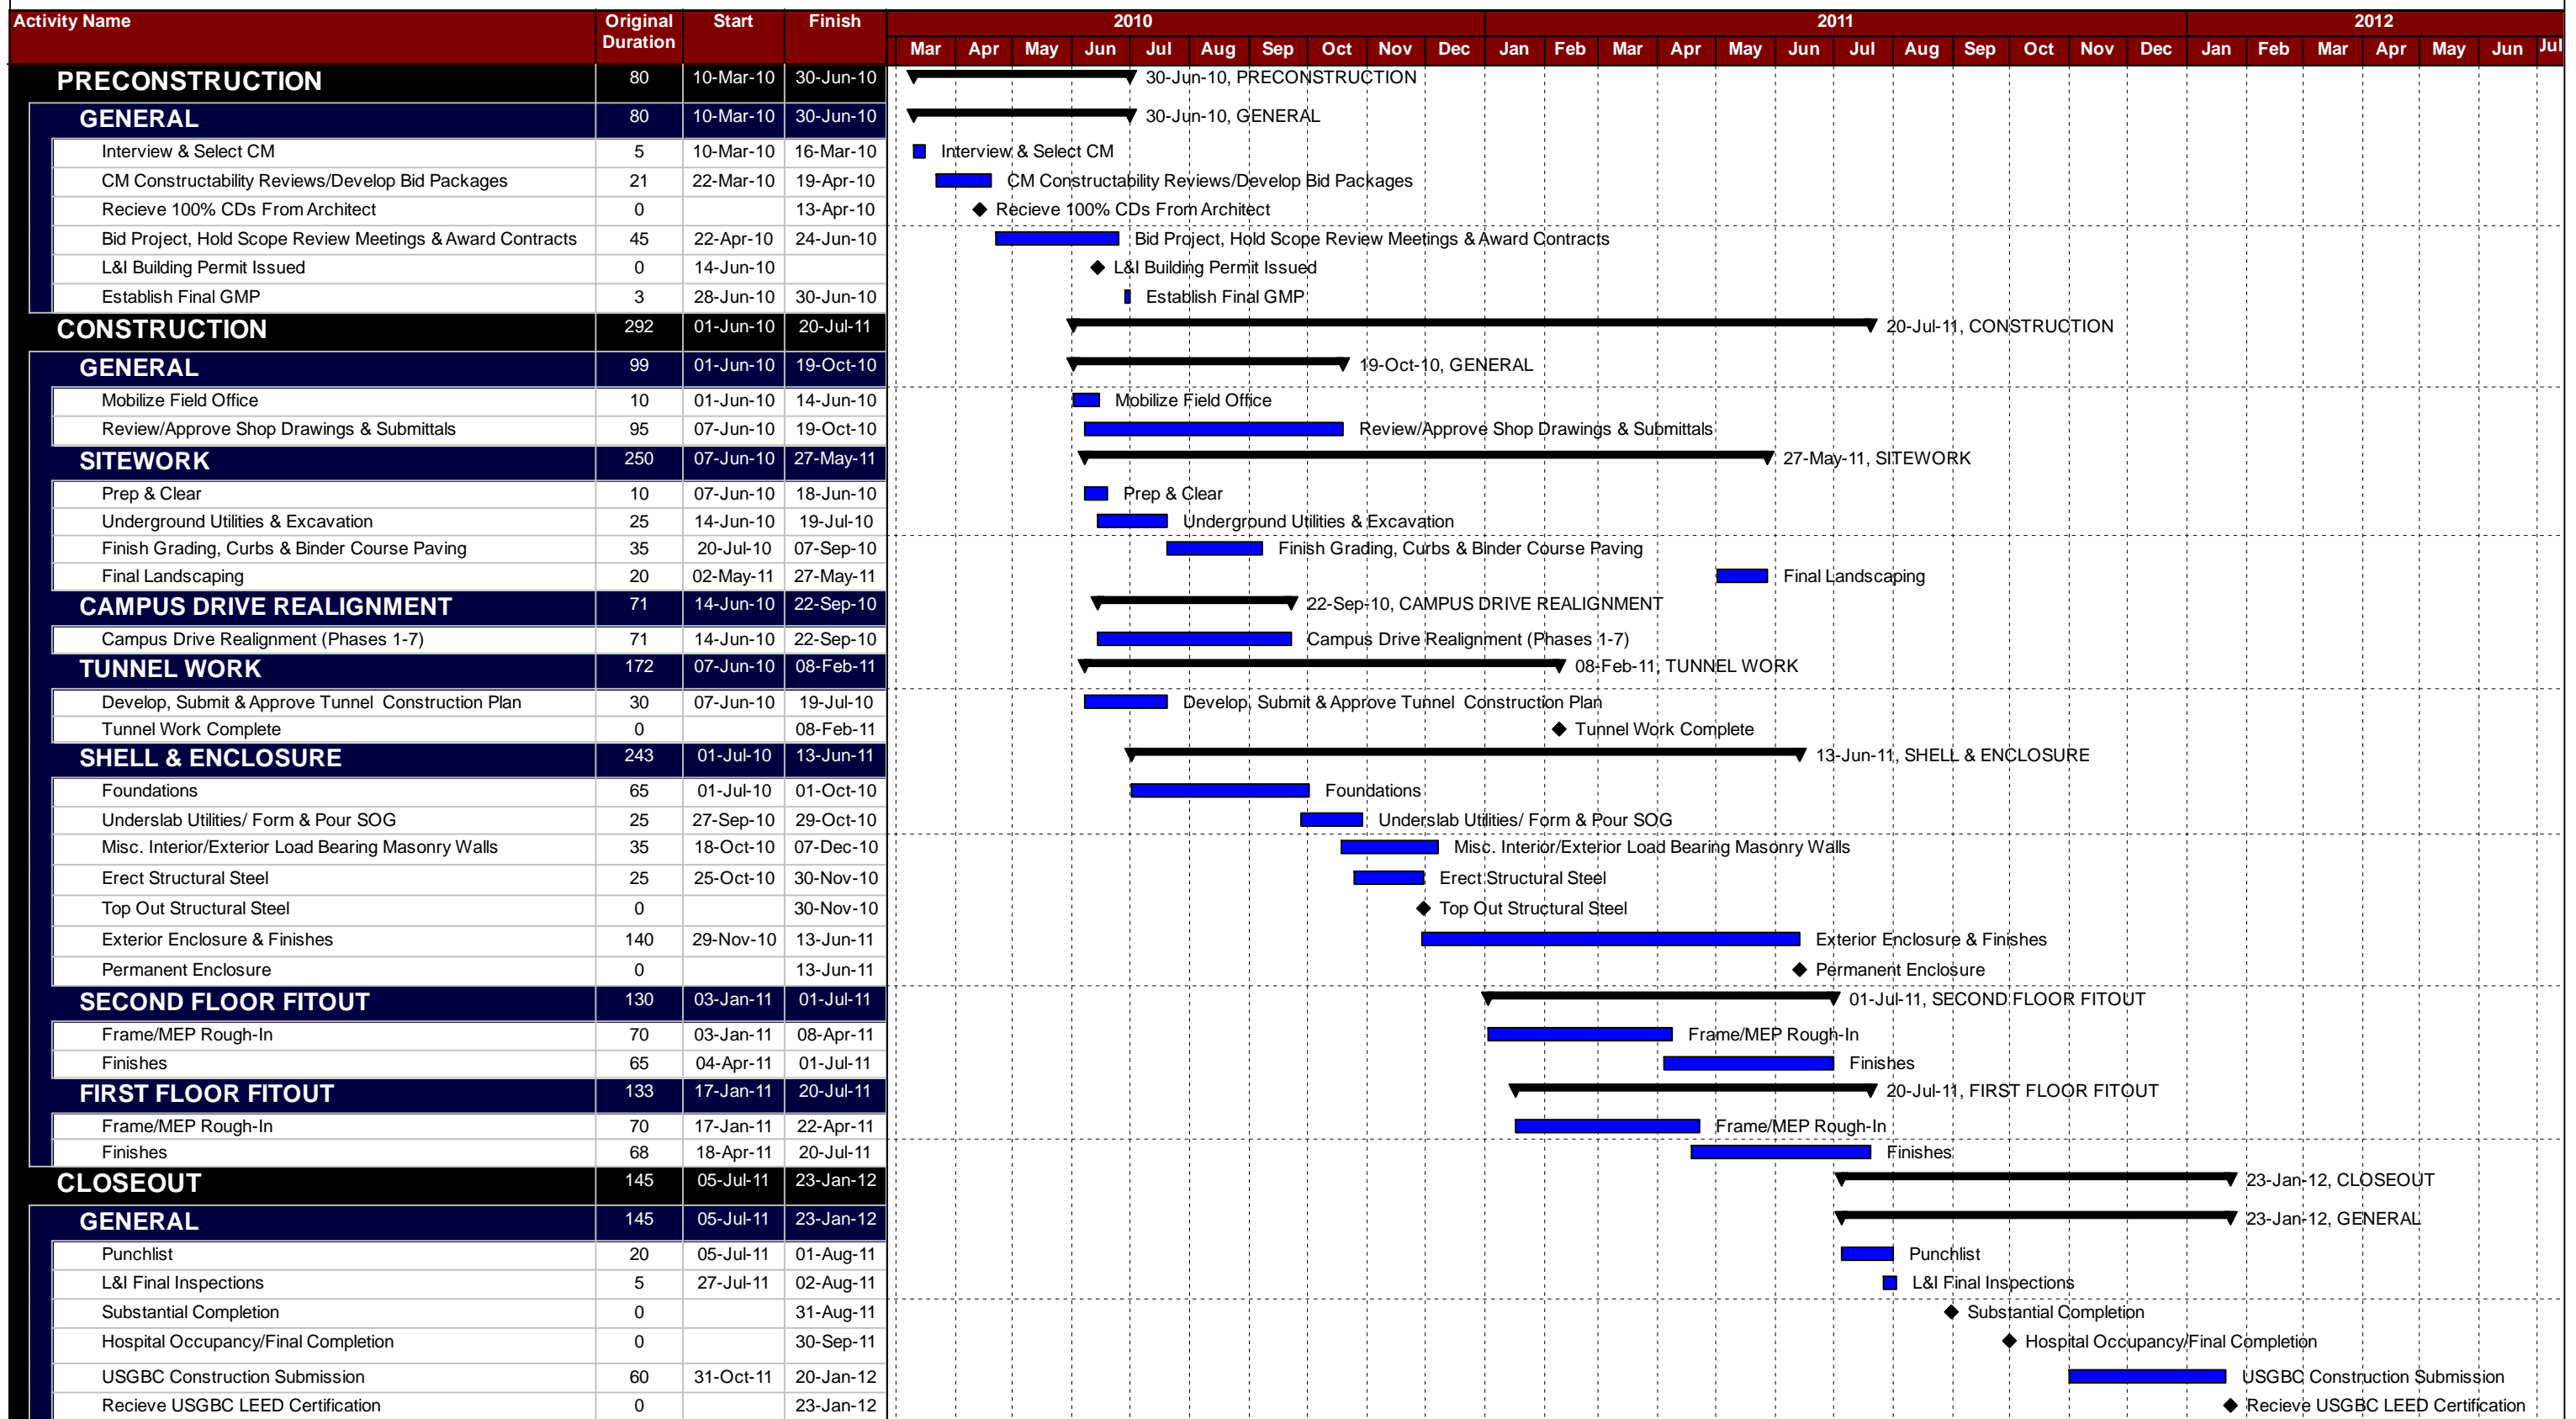 Activity Name Original Duration Start Finish 2010 2011 2012
Mar Apr May Jun Jul Aug Sep Oct Nov Dec Jan Feb Mar Apr May Jun Jul Aug Sep Oct Nov Dec Jan Feb Mar Apr May Jun Jul
PRECONSTRUCTION 80 10-Mar-10 30-Jun-10 30-Jun-10, PRECONSTRUCTION
GENERAL 80 10-Mar-10 30-Jun-10 30-Jun-10, GENERAL
Interview & Select CM 5 10-Mar-10 16-Mar-10 Interview & Select CM
CM Constructability Reviews/Develop Bid Packages 21 22-Mar-10 19-Apr-10 CM Constructability Reviews/Develop Bid Packages
Recieve 100% CDs From Architect 0 13-Apr-10 Recieve 100% CDs From Architect
Bid Project, Hold Scope Review Meetings & Award Contracts 45 22-Apr-10 24-Jun-10 Bid Project, Hold Scope Review Meetings & Award Contracts
L&I Building Permit Issued 0 14-Jun-10 L&I Building Permit Issued
Establish Final GMP 3 28-Jun-10 30-Jun-10 Establish Final GMP
CONSTRUCTION 292 01-Jun-10 20-Jul-11 20-Jul-11, CONSTRUCTION
GENERAL 99 01-Jun-10 19-Oct-10 19-Oct-10, GENERAL
Mobilize Field Office 10 01-Jun-10 14-Jun-10 Mobilize Field Office
Review/Approve Shop Drawings & Submittals 95 07-Jun-10 19-Oct-10 Review/Approve Shop Drawings & Submittals
SITEWORK 250 07-Jun-10 27-May-11 27-May-11, SITEWORK
Prep & Clear 10 07-Jun-10 18-Jun-10 Prep & Clear
Underground Utilities & Excavation 25 14-Jun-10 19-Jul-10 Underground Utilities & Excavation
Finish Grading, Curbs & Binder Course Paving 35 20-Jul-10 07-Sep-10 Finish Grading, Curbs & Binder Course Paving
Final Landscaping 20 02-May-11 27-May-11 Final Landscaping
CAMPUS DRIVE REALIGNMENT 71 14-Jun-10 22-Sep-10 22-Sep-10, CAMPUS DRIVE REALIGNMENT
Campus Drive Realignment (Phases 1-7) 71 14-Jun-10 22-Sep-10 Campus Drive Realignment (Phases 1-7)
TUNNEL WORK 172 07-Jun-10 08-Feb-11 08-Feb-11, TUNNEL WORK
Develop, Submit & Approve Tunnel Construction Plan 30 07-Jun-10 19-Jul-10 Develop, Submit & Approve Tunnel Construction Plan
Tunnel Work Complete 0 08-Feb-11 Tunnel Work Complete
SHELL & ENCLOSURE 243 01-Jul-10 13-Jun-11 13-Jun-11, SHELL & ENCLOSURE
Foundations 65 01-Jul-10 01-Oct-10 Foundations
Underslab Utilities/ Form & Pour SOG 25 27-Sep-10 29-Oct-10 Underslab Utilities/ Form & Pour SOG
Misc. Interior/Exterior Load Bearing Masonry Walls 35 18-Oct-10 07-Dec-10 Misc. Interior/Exterior Load Bearing Masonry Walls
Erect Structural Steel 25 25-Oct-10 30-Nov-10 Erect Structural Steel
Top Out Structural Steel 0 30-Nov-10 Top Out Structural Steel
Exterior Enclosure & Finishes 140 29-Nov-10 13-Jun-11 Exterior Enclosure & Finishes
Permanent Enclosure 0 13-Jun-11 Permanent Enclosure
SECOND FLOOR FITOUT 130 03-Jan-11 01-Jul-11 01-Jul-11, SECOND FLOOR FITOUT
Frame/MEP Rough-In 70 03-Jan-11 08-Apr-11 Frame/MEP Rough-In
Finishes 65 04-Apr-11 01-Jul-11 Finishes
FIRST FLOOR FITOUT 133 17-Jan-11 20-Jul-11 20-Jul-11, FIRST FLOOR FITOUT
Frame/MEP Rough-In 70 17-Jan-11 22-Apr-11 Frame/MEP Rough-In
Finishes 68 18-Apr-11 20-Jul-11 Finishes
CLOSEOUT 145 05-Jul-11 23-Jan-12 23-Jan-12, CLOSEOUT
GENERAL 145 05-Jul-11 23-Jan-12 23-Jan-12, GENERAL
Punchlist 20 05-Jul-11 01-Aug-11 Punchlist
L&I Final Inspections 5 27-Jul-11 02-Aug-11 L&I Final Inspections
Substantial Completion 0 31-Aug-11 Substantial Completion
Hospital Occupancy/Final Completion 0 30-Sep-11 Hospital Occupancy/Final Completion
USGBC Construction Submission 60 31-Oct-11 20-Jan-12 USGBC Construction Submission
Recieve USGBC LEED Certification 0 23-Jan-12 Recieve USGBC LEED Certification